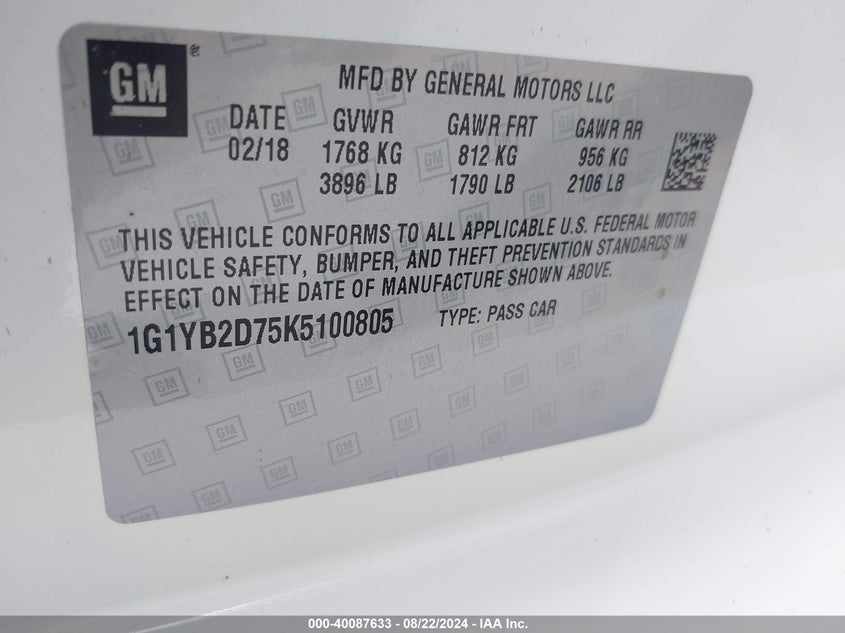 GM ®
MFD BY GENERAL MOTORS LLC
DATE GVWR GAWR FRT GAWR RR
02/18 1768 KG 812 KG 956 KG
3896 LB 1790 LB 2106 LB
THIS VEHICLE CONFORMS TO ALL APPLICABLE U.S. FEDERAL MOTOR
VEHICLE SAFETY, BUMPER, AND THEFT PREVENTION STANDARDS IN
EFFECT ON THE DATE OF MANUFACTURE SHOWN ABOVE.
1G1YB2D75K5100805 TYPE: PASS CAR
000-40087633 - 08/22/2024 - IAA Inc.